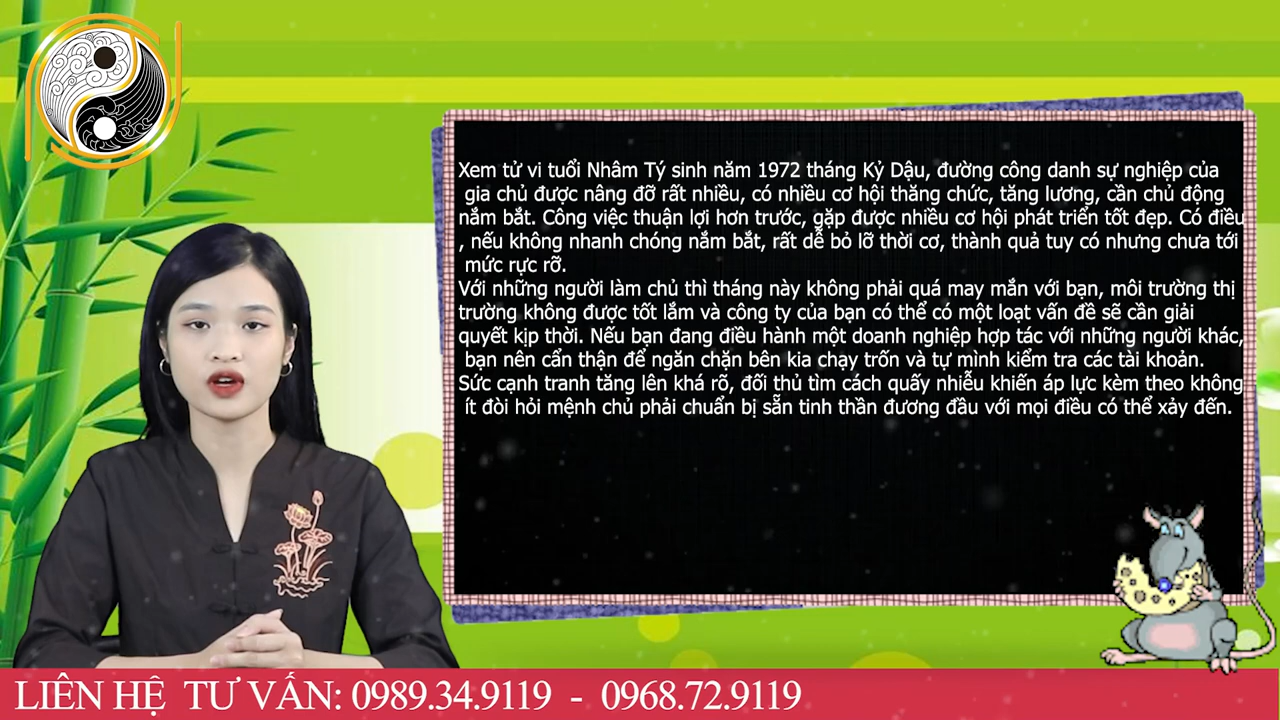 Xem tử vi tuổi Nhâm Tý sinh năm 1972 tháng Kỷ Dậu, đường công danh sự nghiệp của
gia chủ được nâng đỡ rất nhiều, có nhiều cơ hội thăng chức, tăng lương, cần chủ động
nắm bắt. Công việc thuận lợi hơn trước, gặp được nhiều cơ hội phát triển tốt đẹp. Có điều
, nếu không nhanh chóng nắm bắt, rất dễ bỏ lỡ thời cơ, thành quả tuy có nhưng chưa tới
mức rực rỡ.
Với những người làm chủ thì tháng này không phải quá may mắn với bạn, môi trường thị
trường không được tốt lắm và công ty của bạn có thể có một loạt vấn đề sẽ cần giải
quyết kịp thời. Nếu bạn đang điều hành một doanh nghiệp hợp tác với những người khác,
bạn nên cẩn thận để ngăn chặn bên kia chạy trốn và tự mình kiểm tra các tài khoản.
Sức cạnh tranh tăng lên khá rõ, đối thủ tìm cách quấy nhiễu khiến áp lực kèm theo không
ít đòi hỏi mệnh chủ phải chuẩn bị sẵn tinh thần đương đầu với mọi điều có thể xảy đến.
LIÊN HỆ TƯ VẤN: 0989.34.9119 - 0968.72.9119